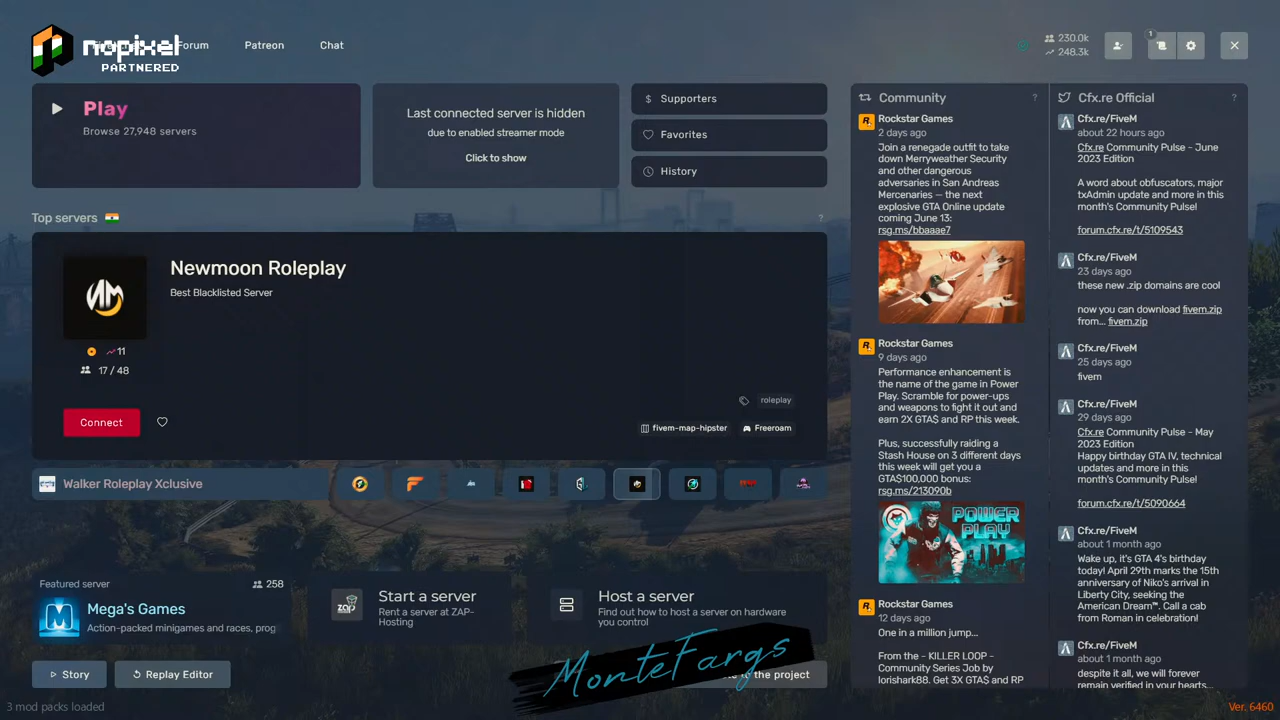 nopixel
PARTNERED
Forum
Patreon
Chat
230.0k
248.3k
1
Play
Browse 27,948 servers
Last connected server is hidden
due to enabled streamer mode
Click to show
Supporters
Favorites
History
Top servers
?
Newmoon Roleplay
Best Blacklisted Server
11
17 / 48
Connect
roleplay
fivem-map-hipster
Freeroam
Walker Roleplay Xclusive
Featured server
258
Mega's Games
Action-packed minigames and races, prog
Start a server
Rent a server at ZAP-
Hosting
Host a server
Find out how to host a server on hardware
you control
MonteFargs
to the project
Story
Replay Editor
3 mod packs loaded
Community
?
Rockstar Games
2 days ago
Join a renegade outfit to take
down Merryweather Security
and other dangerous
adversaries in San Andreas
Mercenaries — the next
explosive GTA Online update
coming June 13:
rsg.ms/bbaaae7
Rockstar Games
9 days ago
Performance enhancement is
the name of the game in Power
Play. Scramble for power-ups
and weapons to fight it out and
earn 2X GTA$ and RP this week.
Plus, successfully raiding a
Stash House on 3 different days
this week will get you a
GTA$100,000 bonus:
rsg.ms/213090b
POWER
PLAY
Rockstar Games
12 days ago
One in a million jump...
From the - KILLER LOOP -
Community Series Job by
lorishark88. Get 3X GTA$ and RP
Cfx.re Official
?
Cfx.re/FiveM
about 22 hours ago
Cfx.re Community Pulse - June
2023 Edition
A word about obfuscators, major
txAdmin update and more in this
month's Community Pulse!
forum.cfx.re/t/5109543
Cfx.re/FiveM
23 days ago
these new .zip domains are cool
now you can download fivem.zip
from... fivem.zip
Cfx.re/FiveM
25 days ago
fivem
Cfx.re/FiveM
29 days ago
Cfx.re Community Pulse - May
2023 Edition
Happy birthday GTA IV, technical
updates and more in this
month's Community Pulse!
forum.cfx.re/t/5090664
Cfx.re/FiveM
about 1 month ago
Wake up, it's GTA 4's birthday
today! April 29th marks the 15th
anniversary of Niko's arrival in
Liberty City, seeking the
American Dream™. Call a cab
from Roman in celebration!
Cfx.re/FiveM
about 1 month ago
despite it all, we will forever
remain verified in your hearts...
Ver. 6460